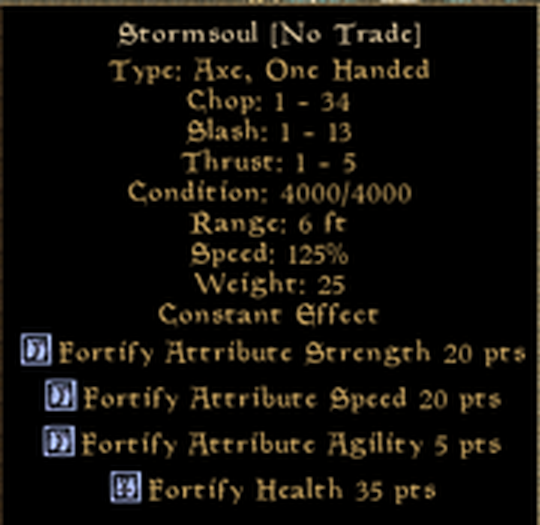 Stormsoul [No Trade]
Type: Axe, One Handed
Chop: 1 - 34
Slash: 1 - 13
Thrust: 1 - 5
Condition: 4000/4000
Range: 6 ft
Speed: 125%
Weight: 25
Constant Effect
Fortify Attribute Strength 20 pts
Fortify Attribute Speed 20 pts
Fortify Attribute Agility 5 pts
Fortify Health 35 pts